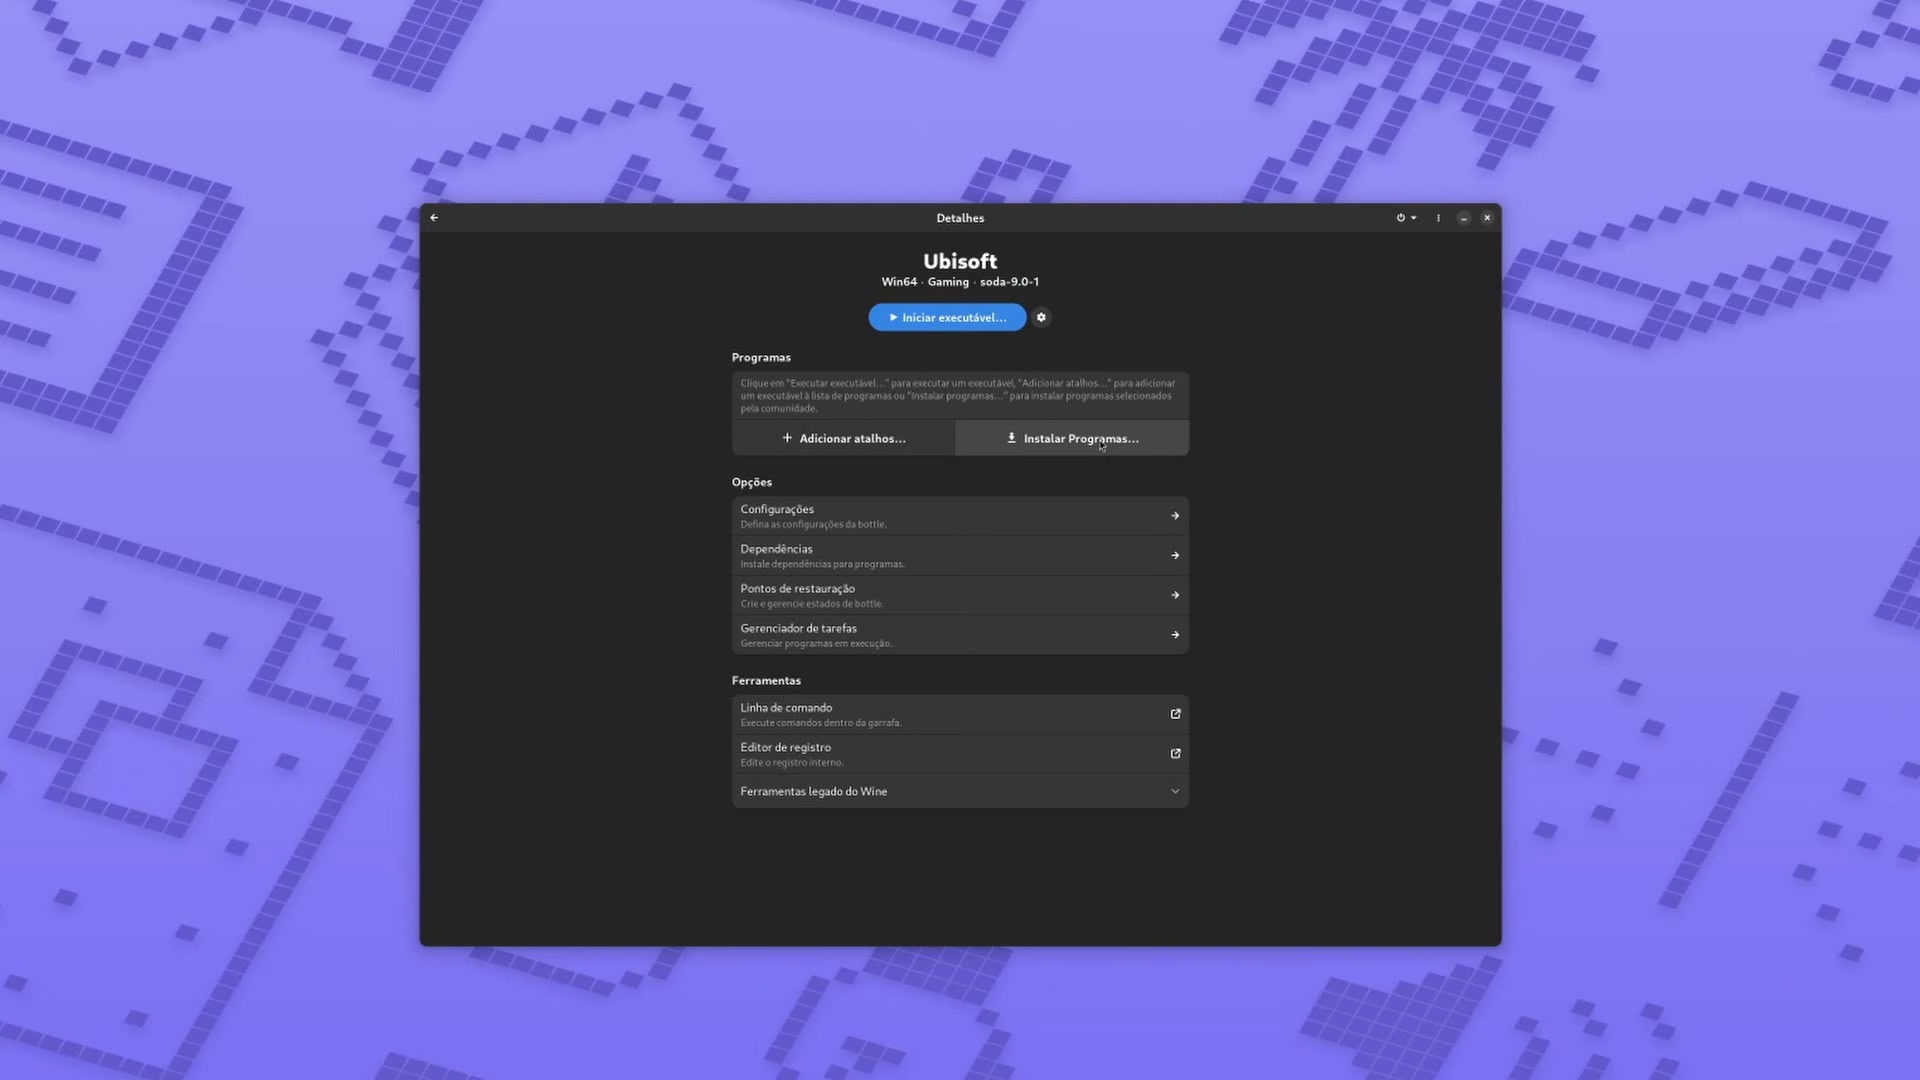 Detalhes
Ubisoft
Win64 · Gaming · soda-9.0-1
Iniciar executável...
Programas
Clique em "Executar executável..." para executar um executável, "Adicionar atalhos..." para adicionar
um executável à lista de programas ou "Instalar programas..." para instalar programas selecionados
pela comunidade.
Adicionar atalhos...
Instalar Programas...
Opções
Configurações
Defina as configurações da bottle.
Dependências
Instale dependências para programas.
Pontos de restauração
Crie e gerencie estados de bottle.
Gerenciador de tarefas
Gerenciar programas em execução.
Ferramentas
Linha de comando
Execute comandos dentro da garrafa.
Editor de registro
Edite o registro interno.
Ferramentas legado do Wine